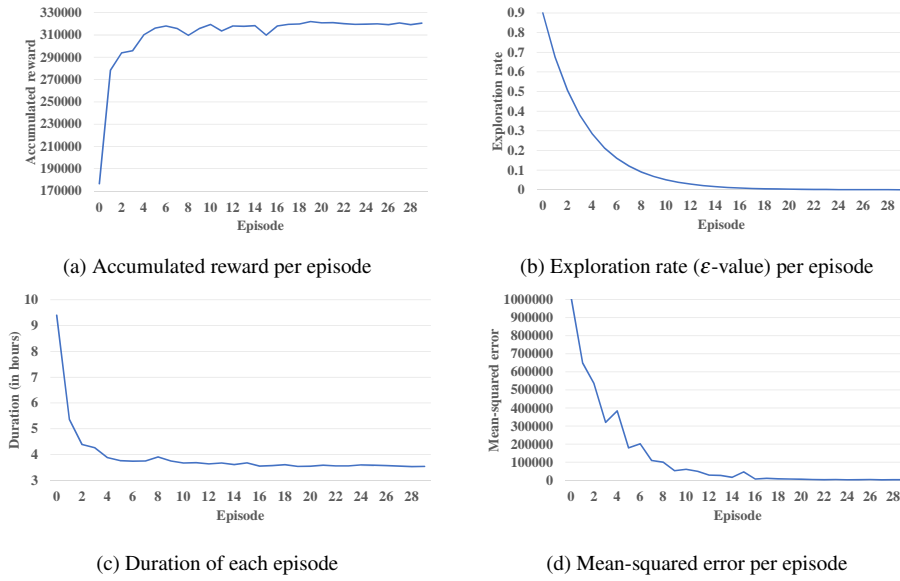 330000
310000
290000
270000
250000
230000
210000
190000
170000
Accumulated reward
0 2 4 6 8 10 12 14 16 18 20 22 24 26 28
Episode
(a) Accumulated reward per episode
0.9
0.8
0.7
0.6
0.5
0.4
0.3
0.2
0.1
0
Exploration rate
0 2 4 6 8 10 12 14 16 18 20 22 24 26 28
Episode
(b) Exploration rate (ε-value) per episode
10
9
8
7
6
5
4
3
Duration (in hours)
0 2 4 6 8 10 12 14 16 18 20 22 24 26 28
Episode
(c) Duration of each episode
1000000
900000
800000
700000
600000
500000
400000
300000
200000
100000
0
Mean-squared error
0 2 4 6 8 10 12 14 16 18 20 22 24 26 28
Episode
(d) Mean-squared error per episode